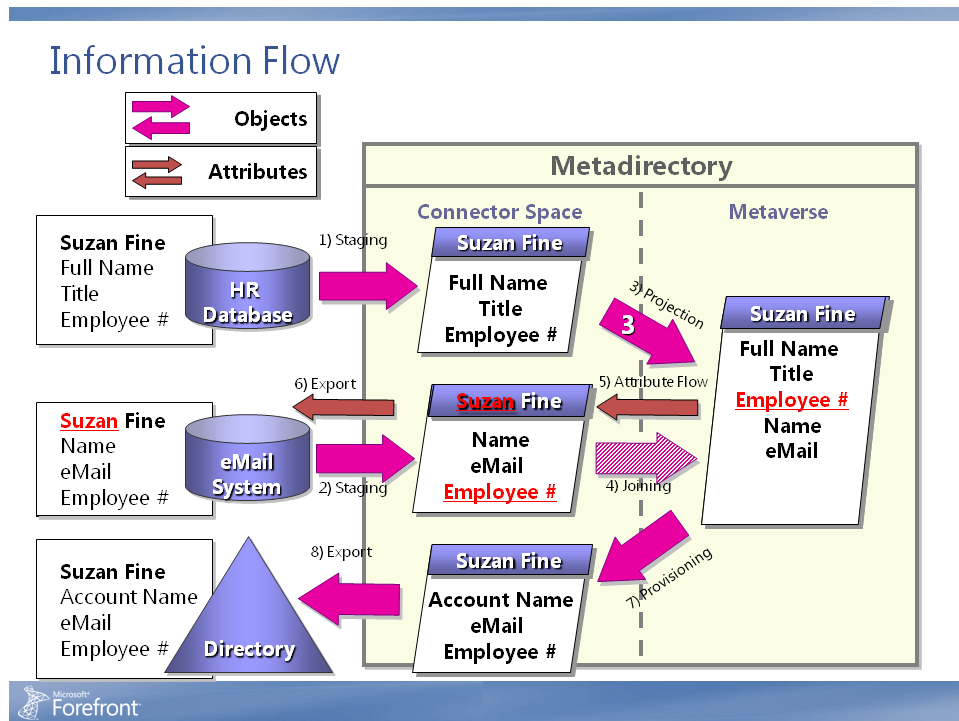 Information Flow
Objects
Attributes
Metadirectory
Connector Space
Metaverse
Suzan Fine
Full Name
Title
Employee #
HR
Database
1) Staging
Suzan Fine
Full Name
Title
Employee #
3) Projection
3
Suzan Fine
Full Name
Title
Employee #
Name
eMail
6) Export
5) Attribute Flow
Suzan Fine
Name
eMail
Employee #
eMail
System
2) Staging
Suzan Fine
Name
eMail
Employee #
4) Joining
Suzan Fine
Account Name
eMail
Employee #
Directory
8) Export
Suzan Fine
Account Name
eMail
Employee #
7) Provisioning
Microsoft®
Forefront